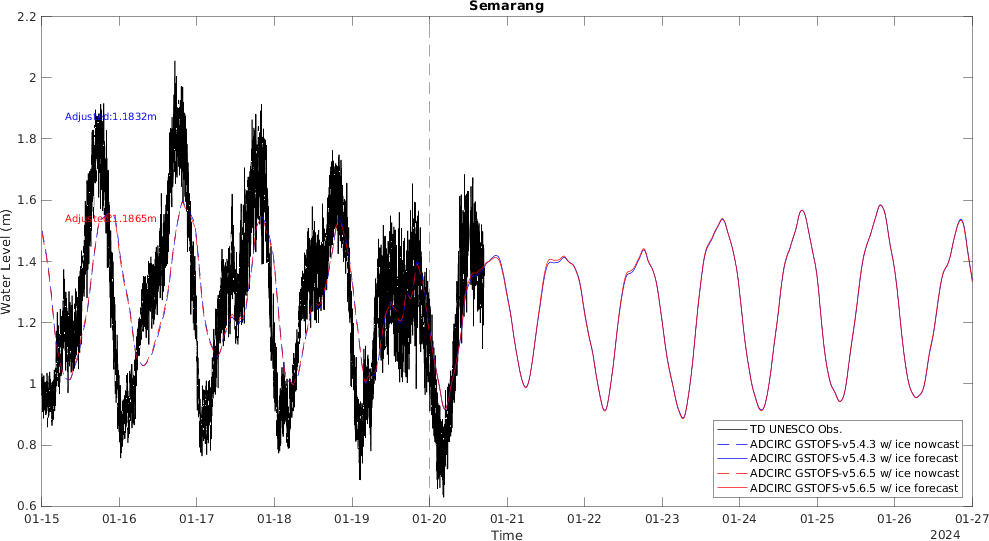 Semarang
Water Level (m)
2.2
2
1.8
1.6
1.4
1.2
1
0.8
0.6
Adjusted:1.1832m
Adjusted:1.1865m
TD UNESCO Obs.
ADCIRC GSTOFS-v5.4.3 w/ ice nowcast
ADCIRC GSTOFS-v5.4.3 w/ ice forecast
ADCIRC GSTOFS-v5.6.5 w/ ice nowcast
ADCIRC GSTOFS-v5.6.5 w/ ice forecast
01-15 01-16 01-17 01-18 01-19 01-20 01-21 01-22 01-23 01-24 01-25 01-26 01-27
Time
2024